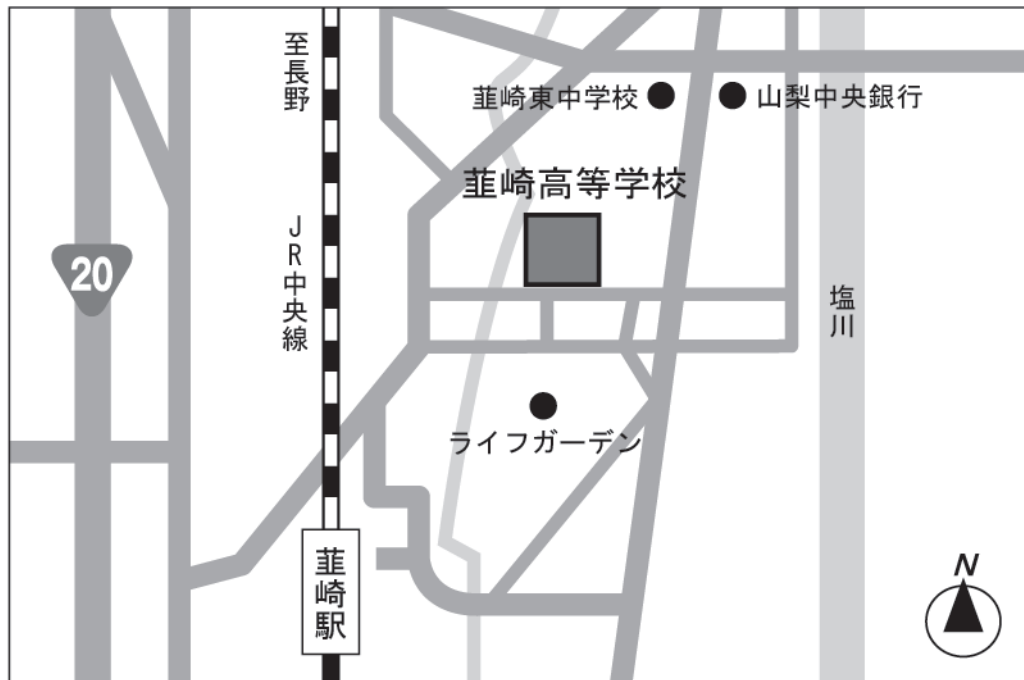 至長野
韮崎東中学校
山梨中央銀行
韮崎高等学校
JR中央線
20
塩川
ライフガーデン
韮崎駅
N